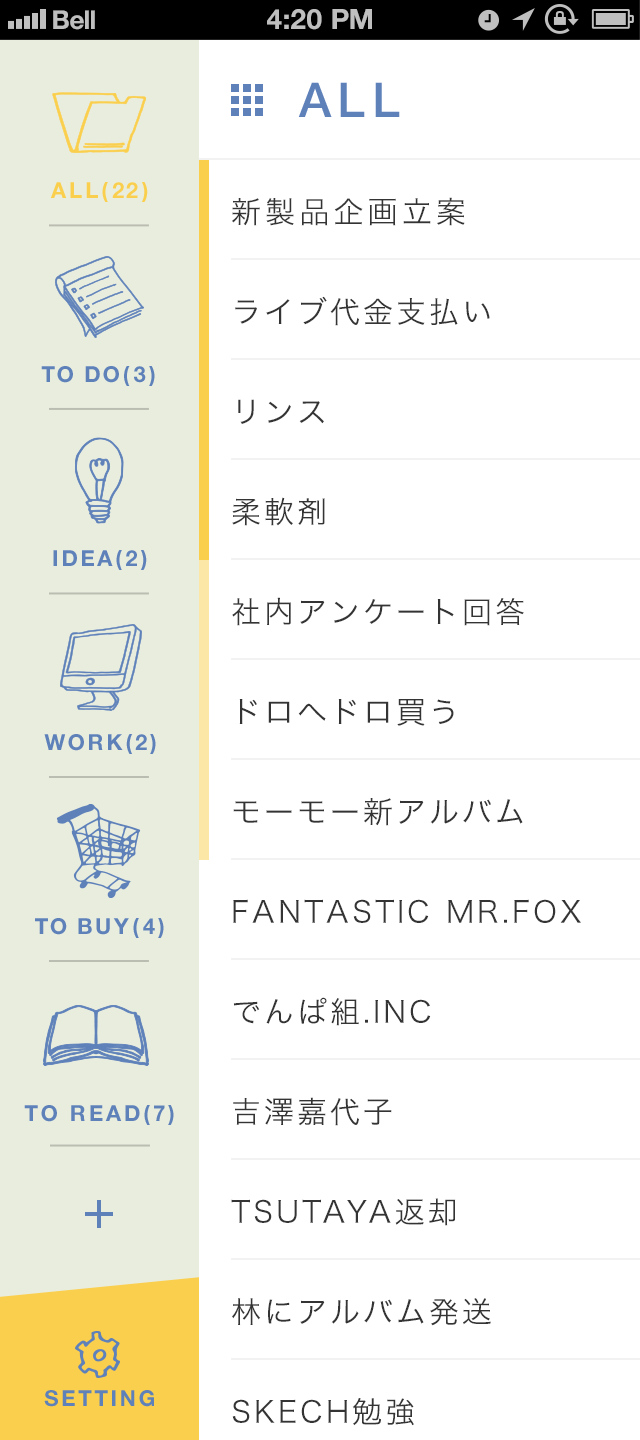 Bell 4:20 PM
ALL(22)
TO DO(3)
IDEA(2)
WORK(2)
TO BUY(4)
TO READ(7)
+
SETTING
ALL
新製品企画立案
ライブ代金支払い
リンス
柔軟剤
社内アンケート回答
ドロヘドロ買う
モーモー新アルバム
FANTASTIC MR.FOX
でんぱ組.INC
吉澤嘉代子
TSUTAYA返却
林にアルバム発送
SKECH勉強